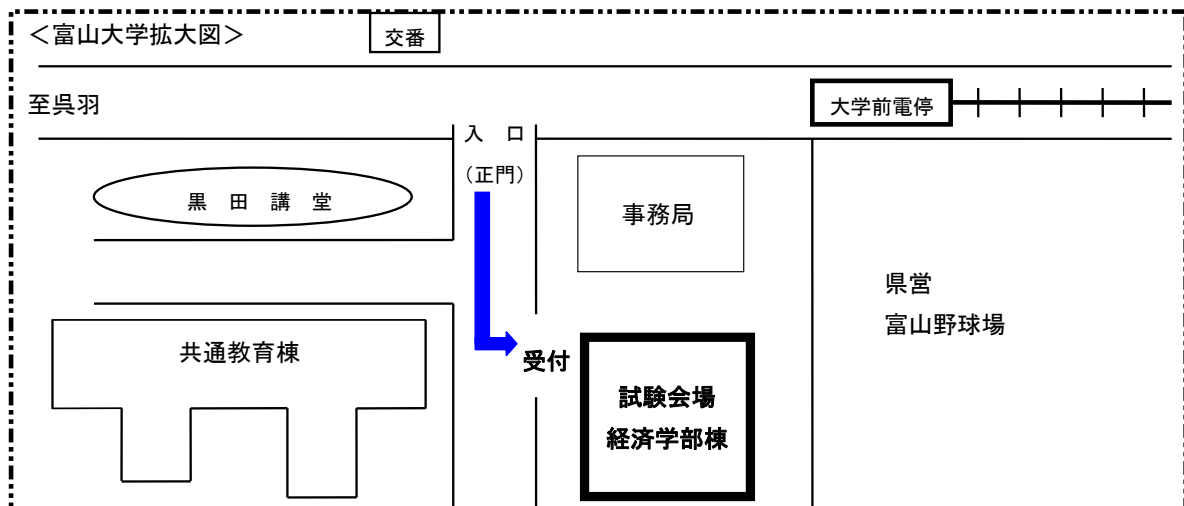 ＜富山大学拡大図＞
交番
至呉羽
大学前電停
入　口
（正門）
黒　田　講　堂
事務局
県営
富山野球場
共通教育棟
受付
試験会場
経済学部棟